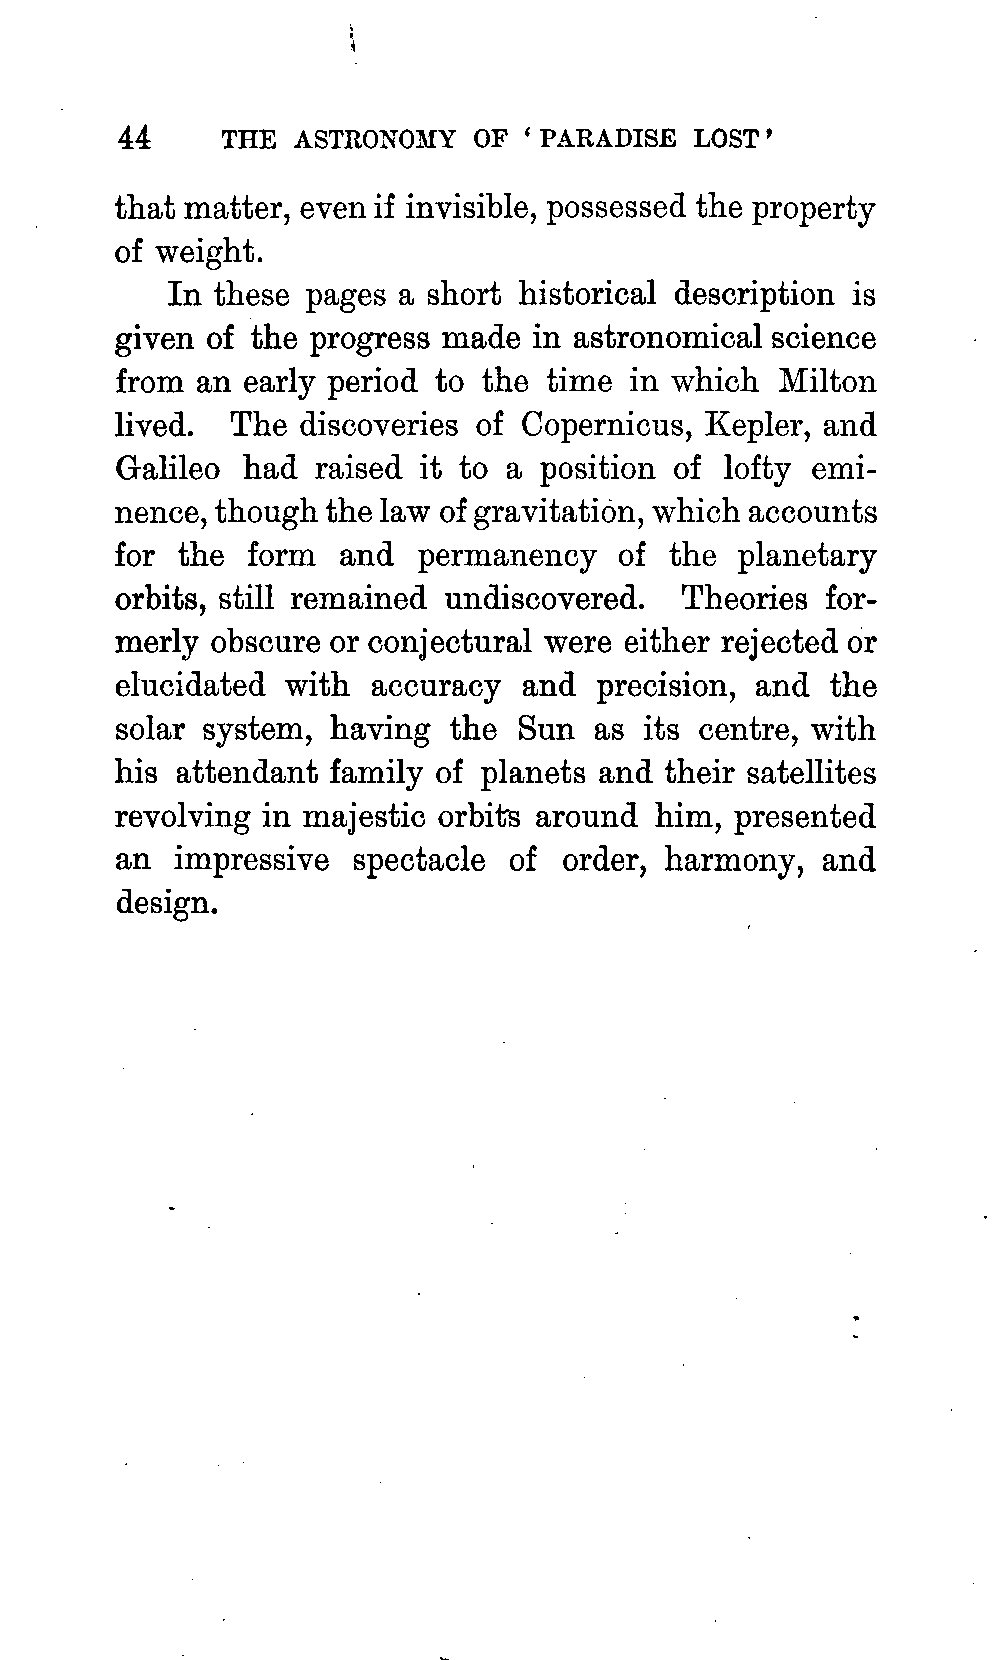 44 THE ASTRONOMY OF ‘PARADISE LOST’
that matter, even if invisible, possessed the property
of weight.
In these pages a short historical description is
given of the progress made in astronomical science
from an early period to the time in which Milton
lived. The discoveries of Copernicus, Kepler, and
Galileo had raised it to a position of lofty emi-
nence, though the law of gravitation, which accounts
for the form and permanency of the planetary
orbits, still remained undiscovered. Theories for-
merly obscure or conjectural were either rejected or
elucidated with accuracy and precision, and the
solar system, having the Sun as its centre, with
his attendant family of planets and their satellites
revolving in majestic orbits around him, presented
an impressive spectacle of order, harmony, and
design.